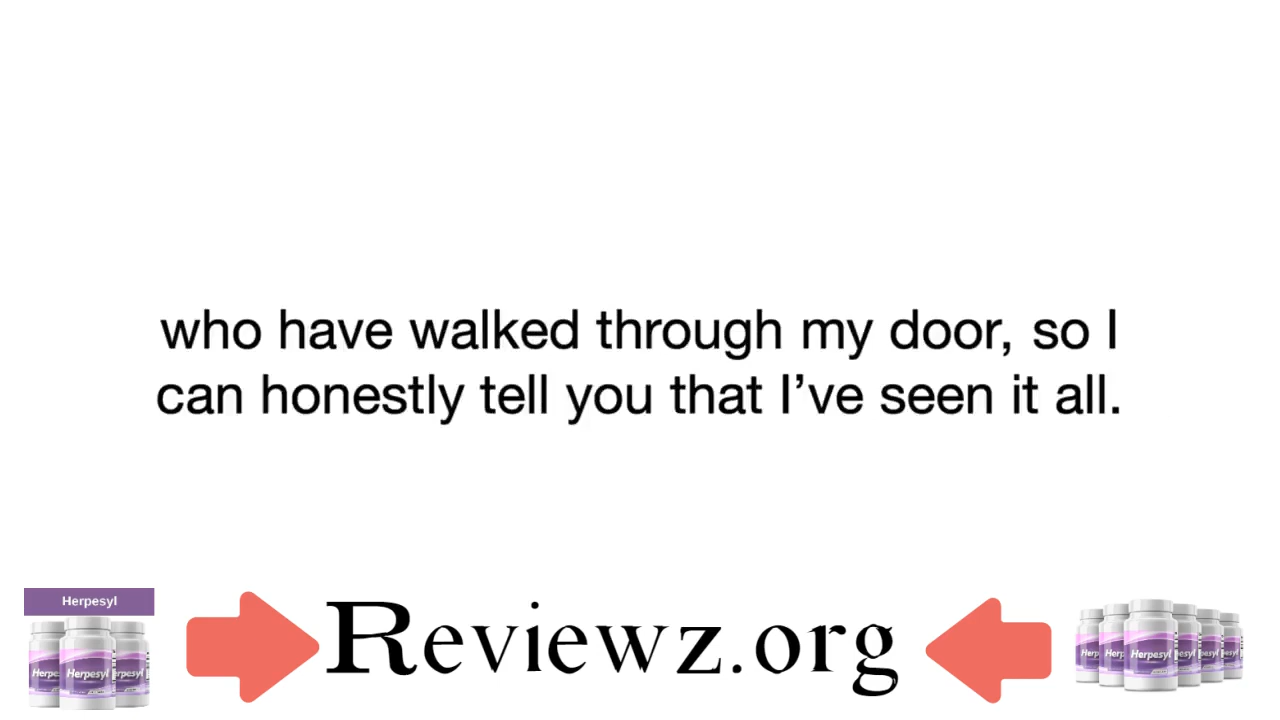 who have walked through my door, so I
can honestly tell you that I’ve seen it all.
Herpesyl
Reviewz.org
Herpesyl
Herpesyl